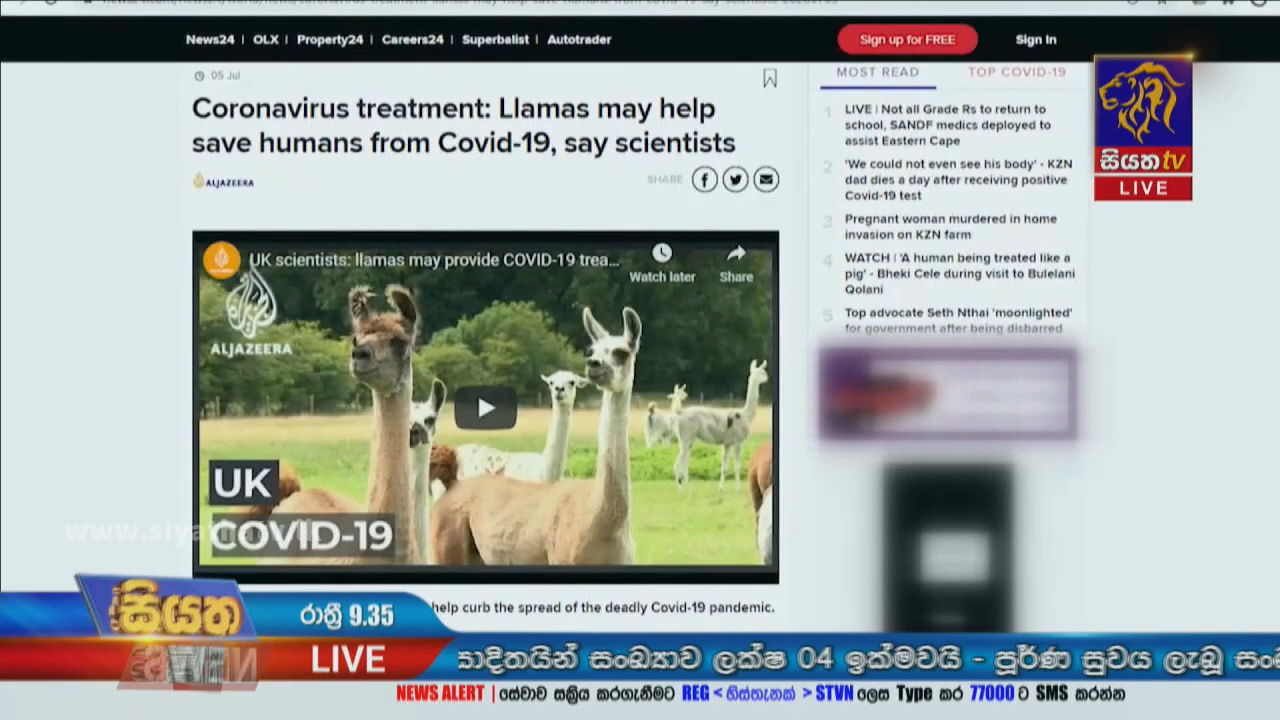 News24 | OLX | Property24 | Careers24 | Superbalist | Autotrader
Sign up for FREE
Sign In
05 Jul
Coronavirus treatment: Llamas may help
save humans from Covid-19, say scientists
ALJAZEERA
SHARE
MOST READ
TOP COVID-19
1 LIVE | Not all Grade Rs to return to
school, SANDF medics deployed to
assist Eastern Cape
2 'We could not even see his body' - KZN
dad dies a day after receiving positive
Covid-19 test
3 Pregnant woman murdered in home
invasion on KZN farm
4 WATCH | 'A human being treated like a
pig' - Bheki Cele during visit to Bulelani
Qolani
5 Top advocate Seth Nthai 'moonlighted'
for government after being disbarred
සියත tv
LIVE
UK scientists: llamas may provide COVID-19 trea...
Watch later
Share
ALJAZEERA
UK
COVID-19
help curb the spread of the deadly Covid-19 pandemic.
සියත
රාත්‍රී 9.35
LIVE
සංඛ්‍යාව ලක්ෂ 04 ඉක්මවයි - පූර්ණ සුවය ලැබූ
NEWS ALERT | සේවාව සක්‍රිය කරගැනීමට REG < හිස්තැනක් > STVN ලෙස Type කර 77000 ට SMS කරන්න